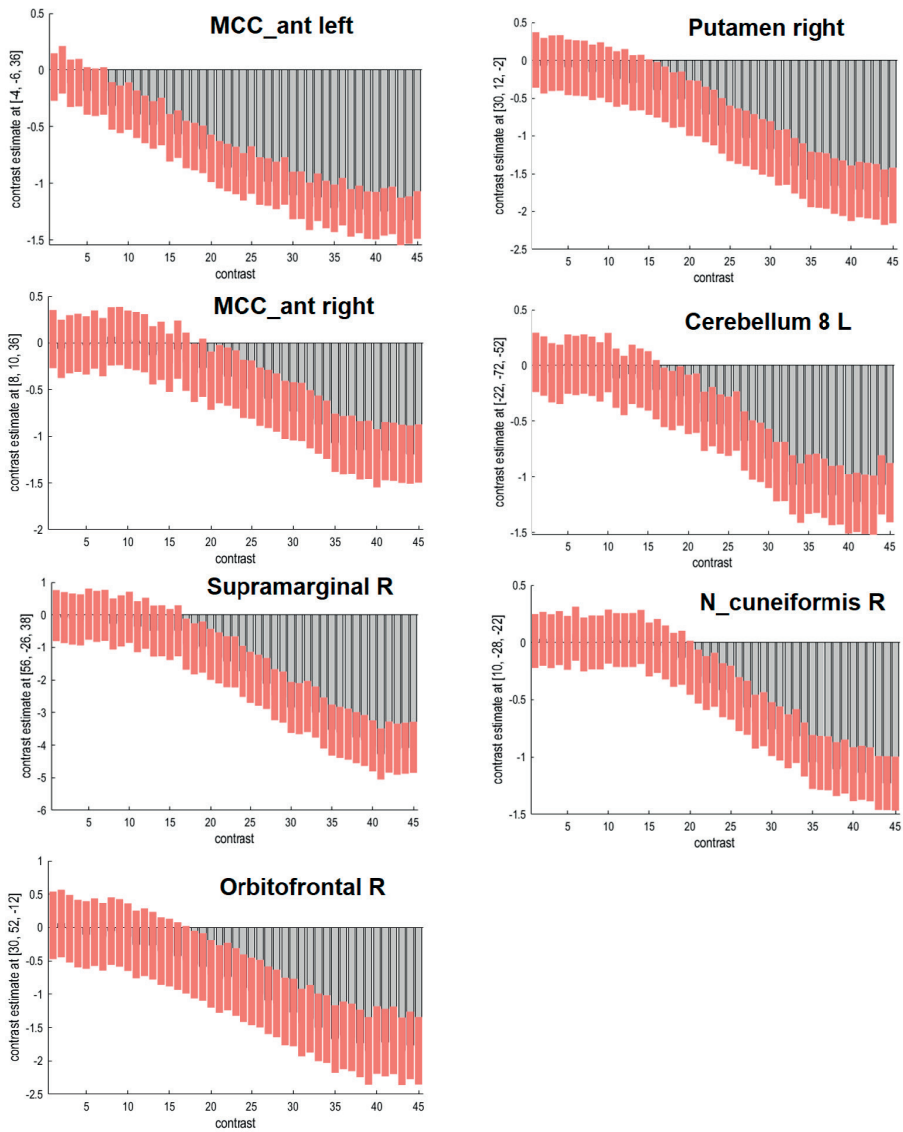 MCC_ant left
0.5
0
-0.5
-1
-1.5
contrast estimate at [-4, -6, 36]
5 10 15 20 25 30 35 40 45
contrast
Putamen right
0.5
0
-0.5
-1
-1.5
-2
-2.5
contrast estimate at [30, 12, -2]
5 10 15 20 25 30 35 40 45
contrast
MCC_ant right
0.5
0
-0.5
-1
-1.5
-2
contrast estimate at [8, 10, 36]
5 10 15 20 25 30 35 40 45
contrast
Cerebellum 8 L
0.5
0
-0.5
-1
-1.5
contrast estimate at [-22, -72, -52]
5 10 15 20 25 30 35 40 45
contrast
Supramarginal R
1
0
-1
-2
-3
-4
-5
-6
contrast estimate at [56, -26, 38]
5 10 15 20 25 30 35 40 45
contrast
N_cuneiformis R
0.5
0
-0.5
-1
-1.5
contrast estimate at [10, -28, -22]
5 10 15 20 25 30 35 40 45
contrast
Orbitofrontal R
1
0.5
0
-0.5
-1
-1.5
-2
-2.5
contrast estimate at [30, 52, -12]
5 10 15 20 25 30 35 40 45
contrast